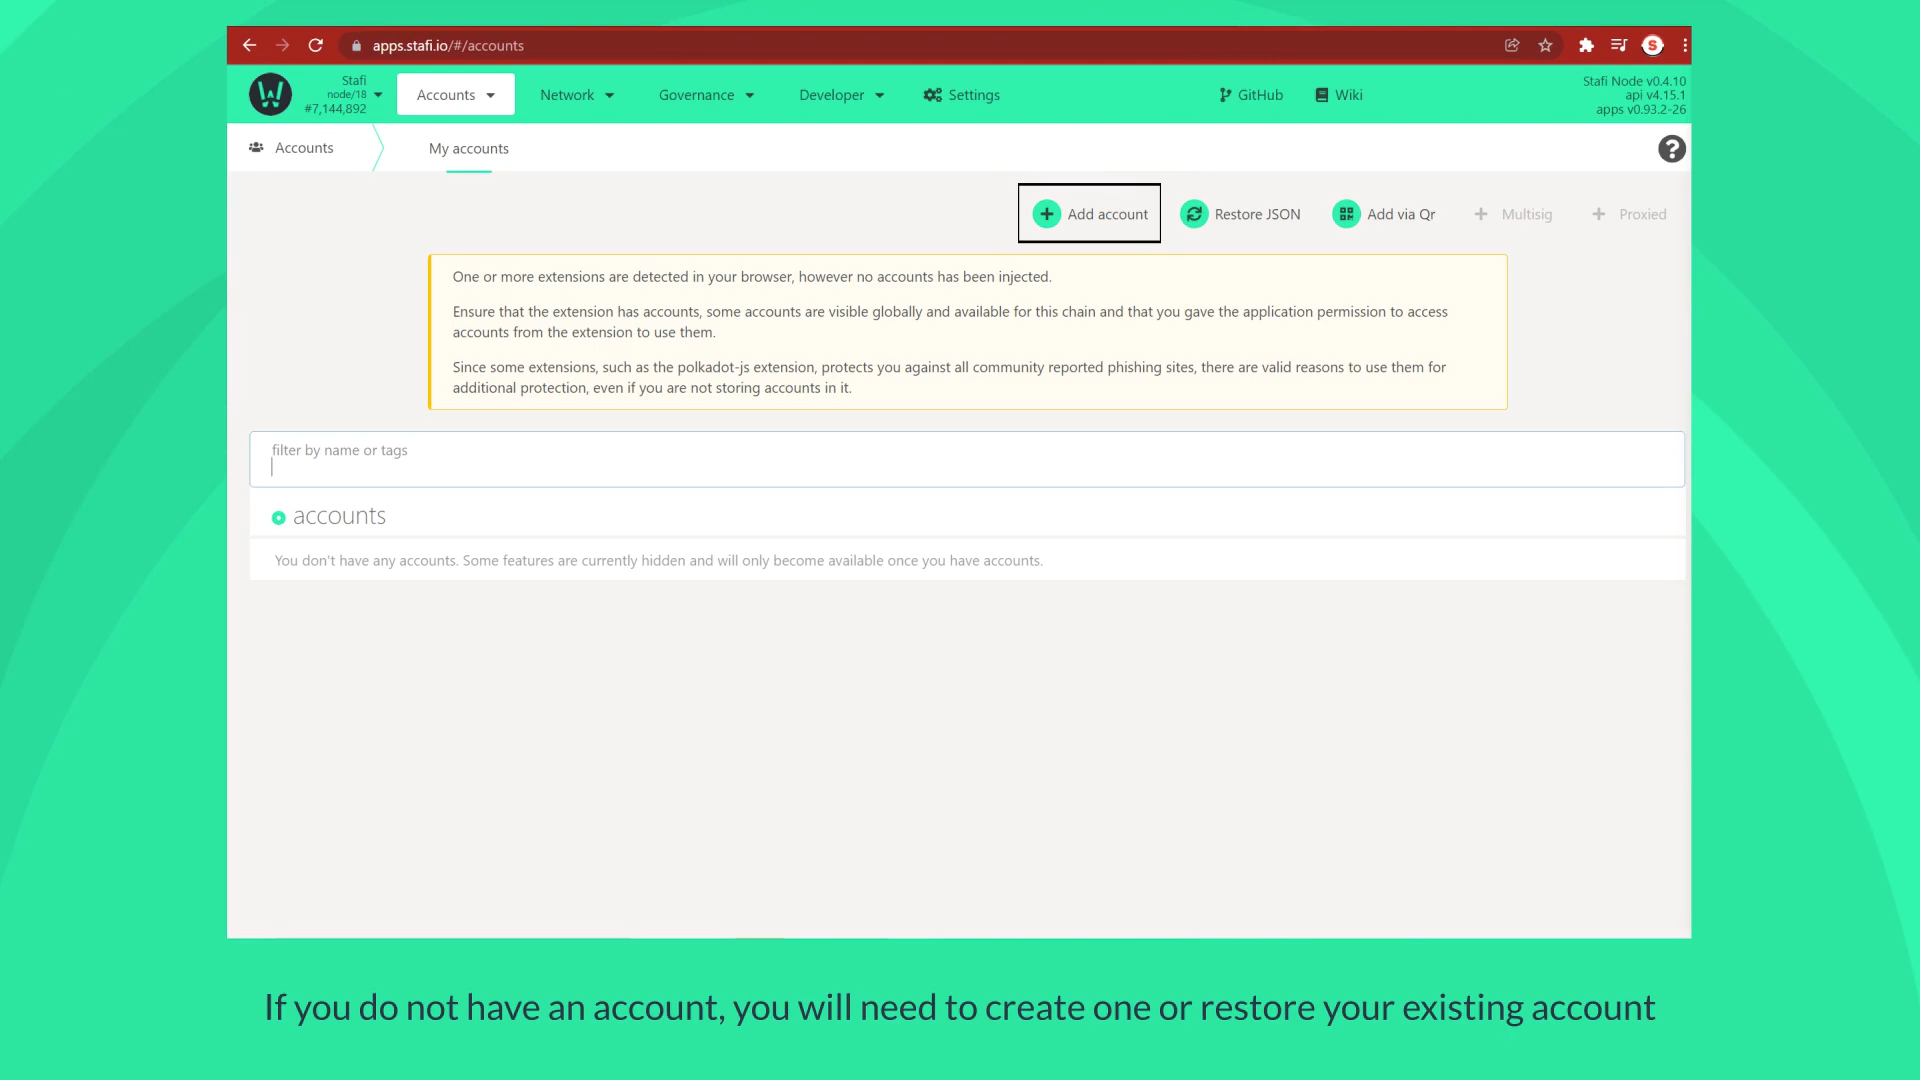 apps.stafi.io/#/accounts
S
Stafi
node/18
#7,144,892
Accounts
Network
Governance
Developer
Settings
GitHub
Wiki
Stafi Node v0.4.10
api v4.15.1
apps v0.93.2-26
Accounts
My accounts
Add account
Restore JSON
Add via Qr
Multisig
Proxied
One or more extensions are detected in your browser, however no accounts has been injected.
Ensure that the extension has accounts, some accounts are visible globally and available for this chain and that you gave the application permission to access
accounts from the extension to use them.
Since some extensions, such as the polkadot-js extension, protects you against all community reported phishing sites, there are valid reasons to use them for
additional protection, even if you are not storing accounts in it.
filter by name or tags
accounts
You don't have any accounts. Some features are currently hidden and will only become available once you have accounts.
If you do not have an account, you will need to create one or restore your existing account